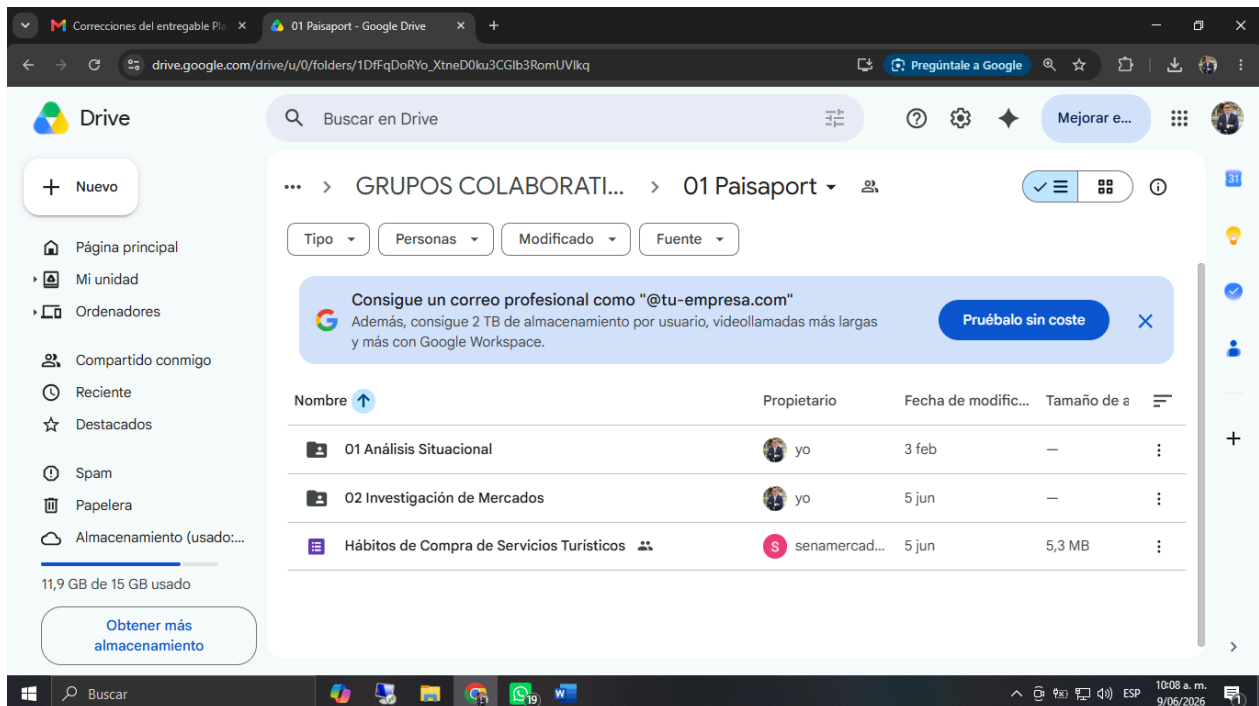 Correcciones del entregable Pla
01 Paisaport - Google Drive
drive.google.com/drive/u/0/folders/1DfFqDoRYo_XtneD0ku3CGlb3RomUVlkq
Pregúntale a Google
Drive
Buscar en Drive
Mejorar e...
Nuevo
... > GRUPOS COLABORATI... > 01 Paisaport
Tipo
Personas
Modificado
Fuente
Página principal
Mi unidad
Ordenadores
Compartido conmigo
Reciente
Destacados
Spam
Papelera
Almacenamiento (usado:...
11,9 GB de 15 GB usado
Obtener más
almacenamiento
Consigue un correo profesional como "@tu-empresa.com"
Además, consigue 2 TB de almacenamiento por usuario, videollamadas más largas
y más con Google Workspace.
Pruébalo sin coste
Nombre Propietario Fecha de modific... Tamaño de a
01 Análisis Situacional yo 3 feb —
02 Investigación de Mercados yo 5 jun —
Hábitos de Compra de Servicios Turísticos S senamercad... 5 jun 5,3 MB
31
Buscar
19
W
ESP
10:08 a. m.
9/06/2026
1